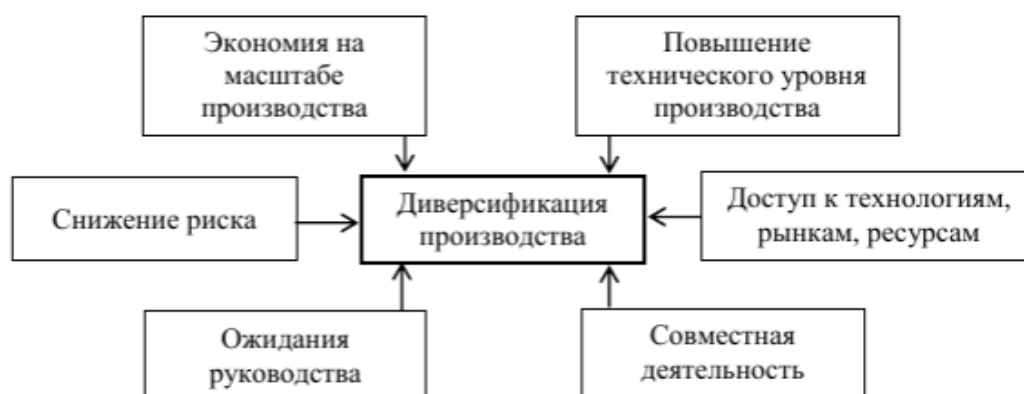 Экономия на
масштабе
производства
Повышение
технического уровня
производства
Снижение риска
Диверсификация
производства
Доступ к технологиям,
рынкам, ресурсам
Ожидания
руководства
Совместная
деятельность